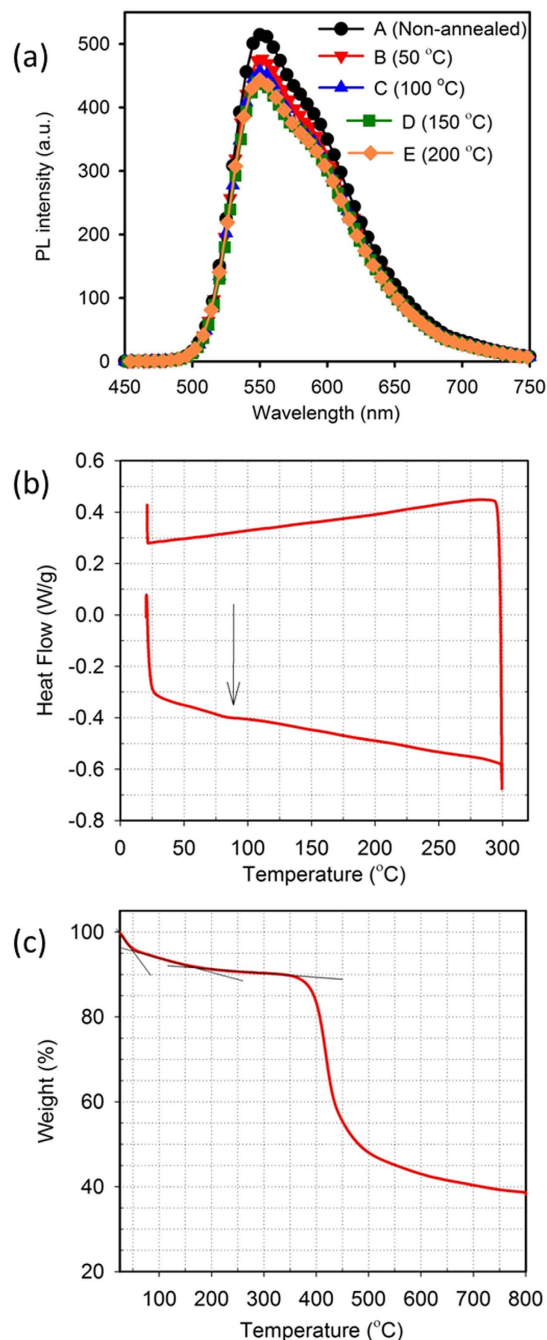 (a)
PL intensity (a.u.)
500
400
300
200
100
0
A (Non-annealed)
B (50 °C)
C (100 °C)
D (150 °C)
E (200 °C)
450 500 550 600 650 700 750
Wavelength (nm)
(b)
Heat Flow (W/g)
0.6
0.4
0.2
0.0
-0.2
-0.4
-0.6
-0.8
0 50 100 150 200 250 300
Temperature (°C)
(c)
Weight (%)
100
80
60
40
20
100 200 300 400 500 600 700 800
Temperature (°C)